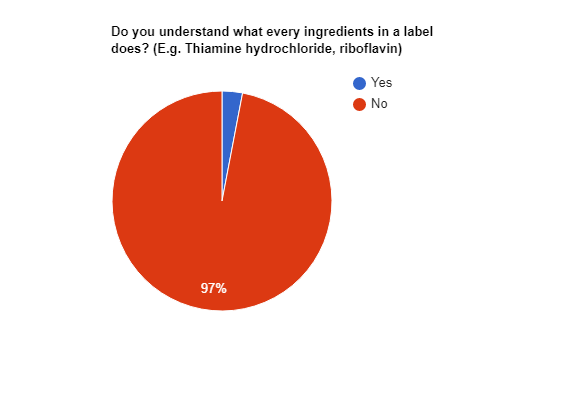 Do you understand what every ingredients in a label
does? (E.g. Thiamine hydrochloride, riboflavin)
Yes
No
97%